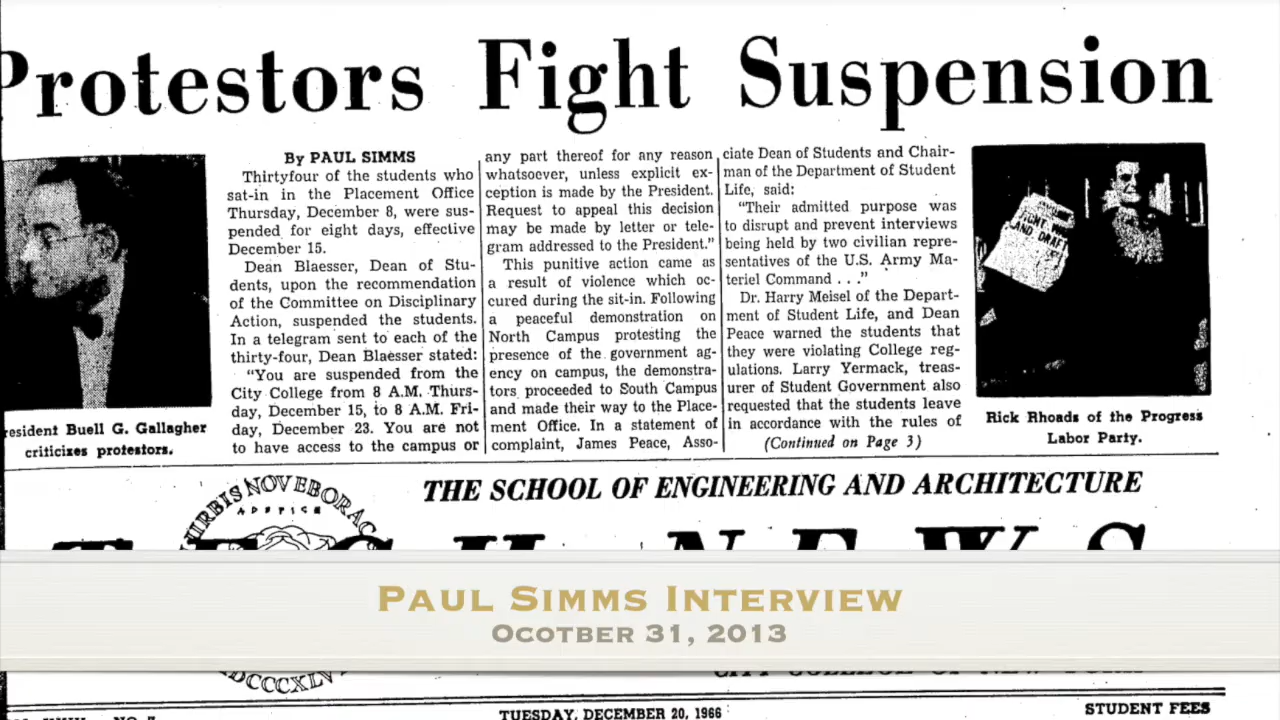 Protestors Fight Suspension
By PAUL SIMMS
Thirtyfour of the students who
sat-in in the Placement Office
Thursday, December 8, were sus-
pended for eight days, effective
December 15.
Dean Blaesser, Dean of Stu-
dents, upon the recommendation
of the Committee on Disciplinary
Action, suspended the students.
In a telegram sent to each of the
thirty-four, Dean Blaesser stated:
"You are suspended from the
City College from 8 A.M. Thurs-
day, December 15, to 8 A.M. Fri-
day, December 23. You are not
to have access to the campus or
any part thereof for any reason
whatsoever, unless explicit ex-
ception is made by the President.
Request to appeal this decision
may be made by letter or tele-
gram addressed to the President."
This punitive action came as
a result of violence which oc-
cured during the sit-in. Following
a peaceful demonstration on
North Campus protesting the
presence of the government ag-
ency on campus, the demonstra-
tors proceeded to South Campus
and made their way to the Place-
ment Office. In a statement of
complaint, James Peace, Asso-
ciate Dean of Students and Chair-
man of the Department of Student
Life, said:
"Their admitted purpose was
to disrupt and prevent interviews
being held by two civilian repre-
sentatives of the U.S. Army Ma-
teriel Command . . ."
Dr. Harry Meisel of the Depart-
ment of Student Life, and Dean
Peace warned the students that
they were violating College reg-
ulations. Larry Yermack, treas-
urer of Student Government also
requested that the students leave
in accordance with the rules of
(Continued on Page 3)
resident Buell G. Gallagher
criticizes protestors.
AND DRAFT
Rick Rhoads of the Progress
Labor Party.
THE SCHOOL OF ENGINEERING AND ARCHITECTURE
URBIS NOVEBORAC
TECH NEWS
Paul Simms Interview
Ocotber 31, 2013
DCCCXLV
CITY COLLEGE OF NEW YORK
TUESDAY, DECEMBER 20, 1966
STUDENT FEES